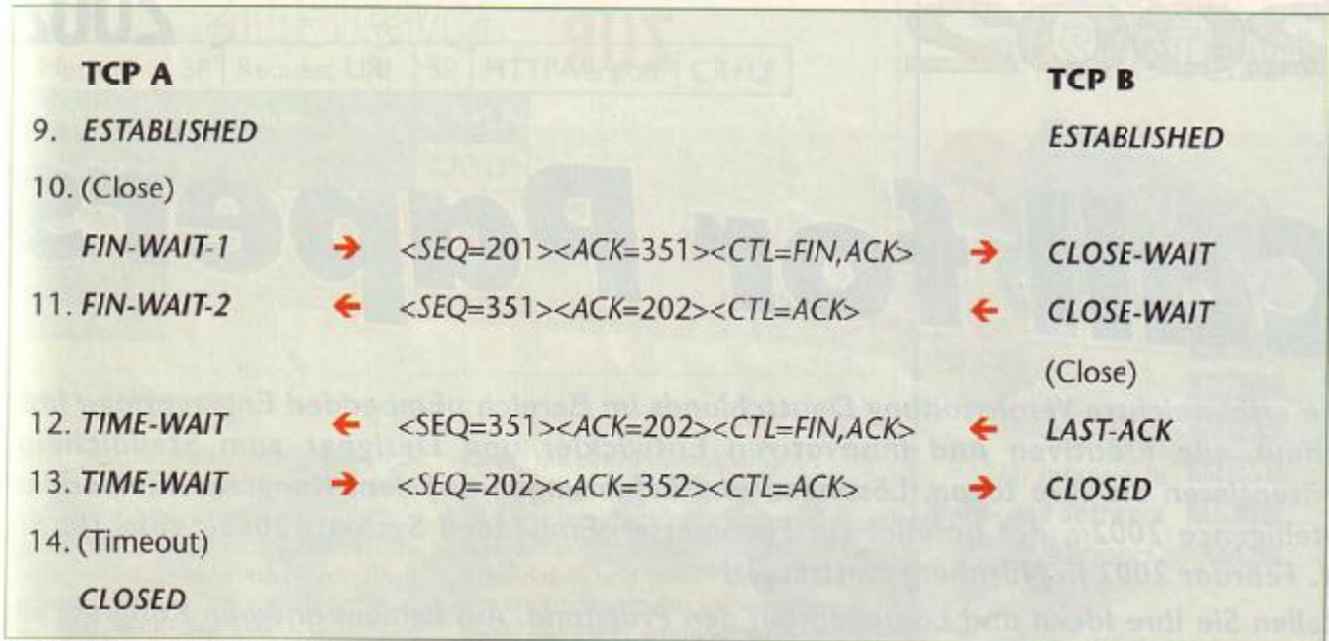 TCP A TCP B
9. ESTABLISHED ESTABLISHED
10. (Close)
FIN-WAIT-1 → <SEQ=201><ACK=351><CTL=FIN,ACK> → CLOSE-WAIT
11. FIN-WAIT-2 ← <SEQ=351><ACK=202><CTL=ACK> ← CLOSE-WAIT
(Close)
12. TIME-WAIT ← <SEQ=351><ACK=202><CTL=FIN,ACK> ← LAST-ACK
13. TIME-WAIT → <SEQ=202><ACK=352><CTL=ACK> → CLOSED
14. (Timeout)
CLOSED